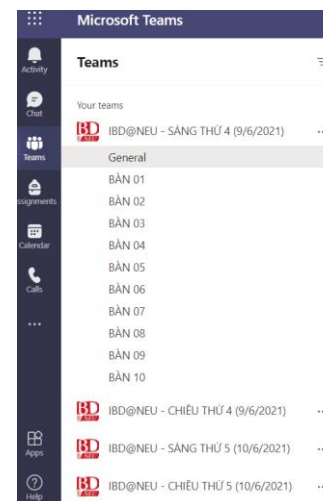 Microsoft Teams
Activity
Chat
Teams
ssignments
Calendar
Calls
...
Apps
Help
Teams
Your teams
IBD@NEU - SÁNG THỨ 4 (9/6/2021)
General
BÀN 01
BÀN 02
BÀN 03
BÀN 04
BÀN 05
BÀN 06
BÀN 07
BÀN 08
BÀN 09
BÀN 10
IBD@NEU - CHIỀU THỨ 4 (9/6/2021)
IBD@NEU - SÁNG THỨ 5 (10/6/2021)
IBD@NEU - CHIỀU THỨ 5 (10/6/2021)